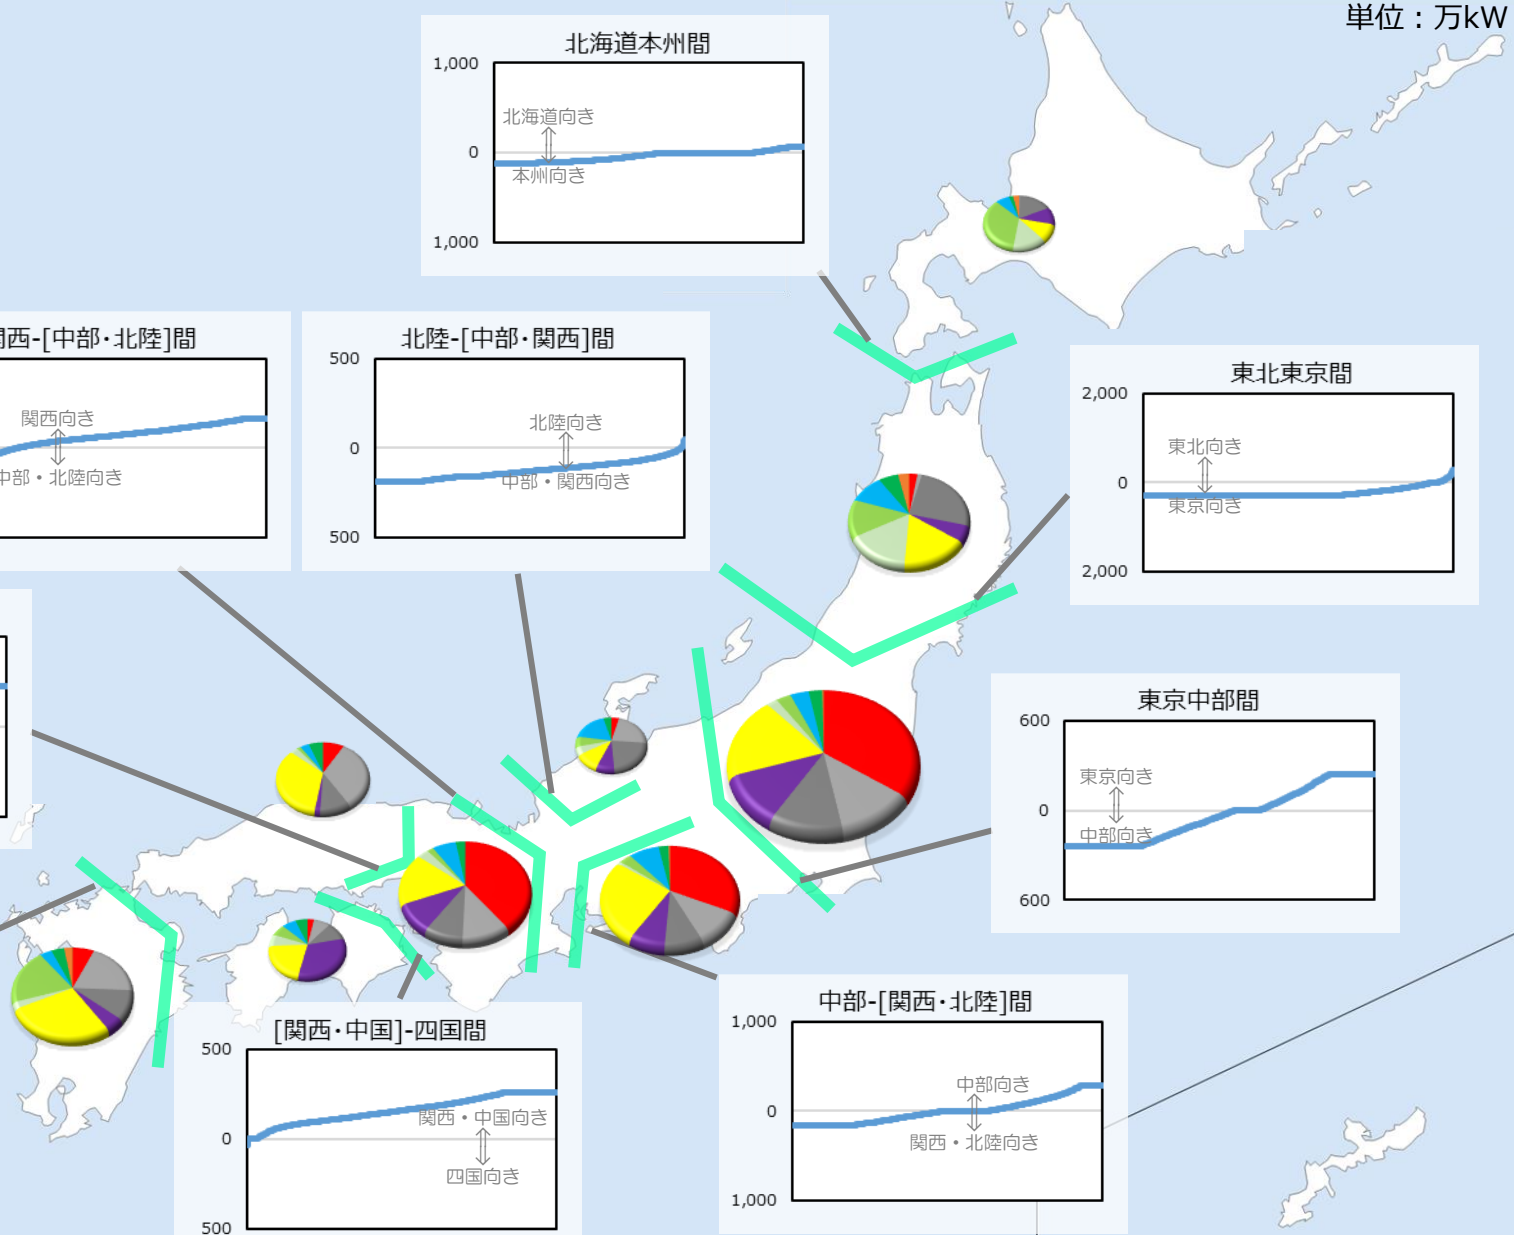 単位：万kW
北海道本州間
1,000
北海道向き
0
本州向き
1,000
西-[中部･北陸]間
関西向き
中部・北陸向き
北陸-[中部･関西]間
500
北陸向き
0
中部・関西向き
500
東北東京間
2,000
東北向き
0
東京向き
2,000
東京中部間
600
東京向き
0
中部向き
600
[関西･中国]-四国間
500
関西・中国向き
0
四国向き
500
中部-[関西･北陸]間
1,000
中部向き
0
関西・北陸向き
1,000